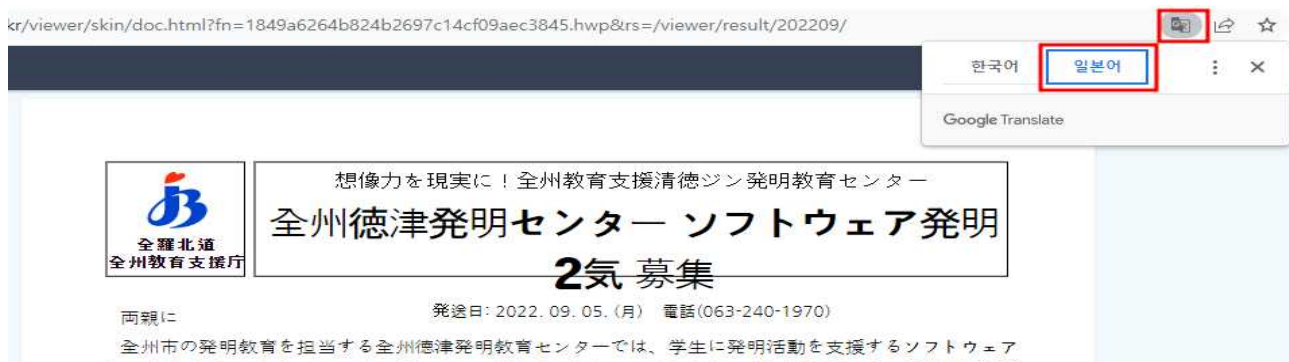 kr/viewer/skin/doc.html?fn=1849a6264b824b2697c14cf09aec3845.hwp&rs=/viewer/result/202209/
한국어 일본어
Google Translate
想像力を現実に！全州教育支援清徳ジン発明教育センター
全州徳津発明センター ソフトウェア発明
2気 募集
全羅北道
全州教育支援庁
両親に 発送日: 2022. 09. 05. (月) 電話(063-240-1970)
全州市の発明教育を担当する全州徳津発明教育センターでは、学生に発明活動を支援するソフトウェア